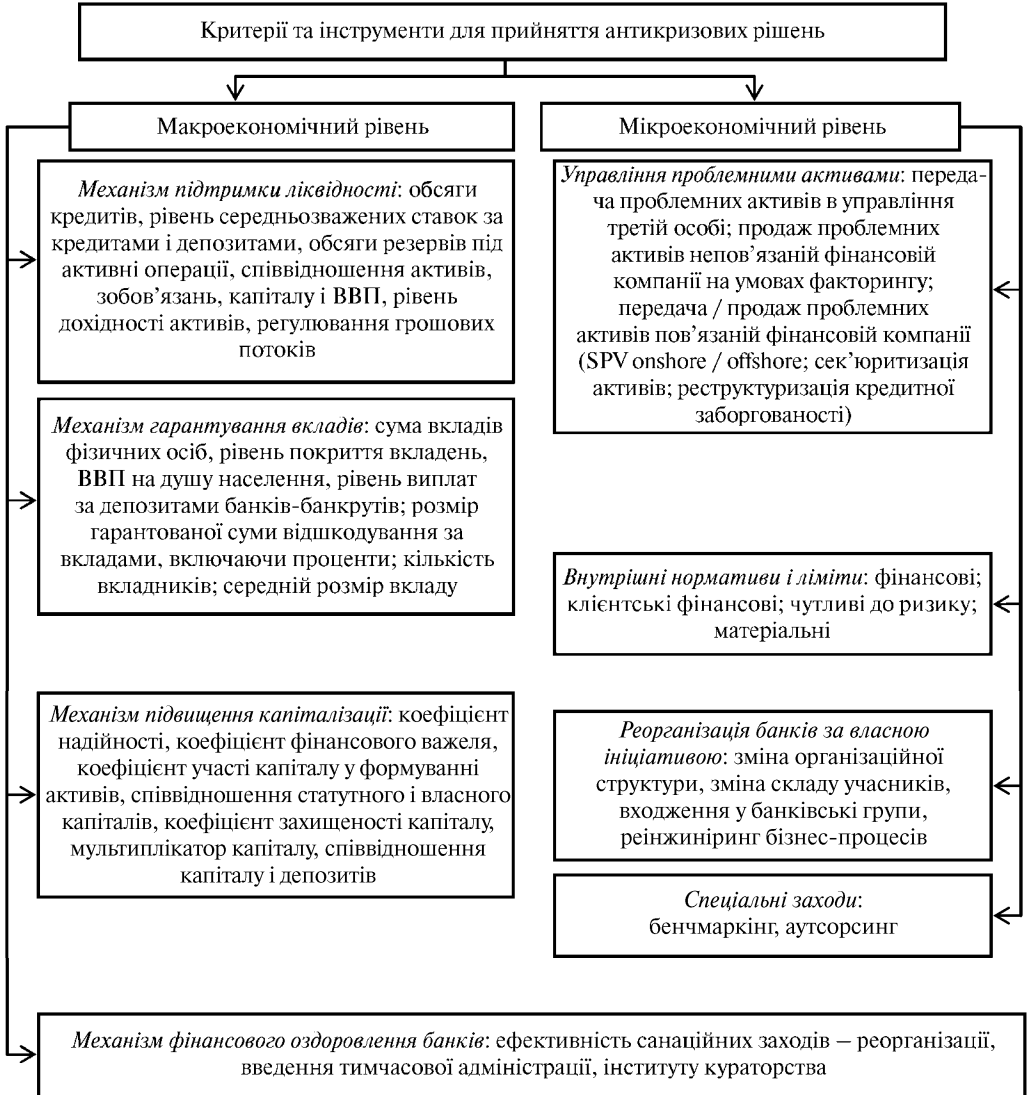 Критерії та інструменти для прийняття антикризових рішень
Макроекономічний рівень
Механізм підтримки ліквідності: обсяги
кредитів, рівень середньозважених ставок за
кредитами і депозитами, обсяги резервів під
активні операції, співвідношення активів,
зобов’язань, капіталу і ВВП, рівень
дохідності активів, регулювання грошових
потоків
Механізм гарантування вкладів: сума вкладів
фізичних осіб, рівень покриття вкладень,
ВВП на душу населення, рівень виплат
за депозитами банків-банкрутів; розмір
гарантованої суми відшкодування за
вкладами, включаючи проценти; кількість
вкладників; середній розмір вкладу
Механізм підвищення капіталізації: коефіцієнт
надійності, коефіцієнт фінансового важеля,
коефіцієнт участі капіталу у формуванні
активів, співвідношення статутного і власного
капіталів, коефіцієнт захищеності капіталу,
мультиплікатор капіталу, співвідношення
капіталу і депозитів
Мікроекономічний рівень
Управління проблемними активами: переда-
ча проблемних активів в управління
третій особі; продаж проблемних
активів непов’язаній фінансовій
компанії на умовах факторингу;
передача / продаж проблемних
активів пов’язаній фінансовій компанії
(SPV onshore / offshore; сек’юритизація
активів; реструктуризація кредитної
заборгованості)
Внутрішні нормативи і ліміти: фінансові;
клієнтські фінансові; чутливі до ризику;
матеріальні
Реорганізація банків за власною
ініціативою: зміна організаційної
структури, зміна складу учасників,
входження у банківські групи,
реінжиніринг бізнес-процесів
Спеціальні заходи:
бенчмаркінг, аутсорсинг
Механізм фінансового оздоровлення банків: ефективність санаційних заходів – реорганізації,
введення тимчасової адміністрації, інституту кураторства